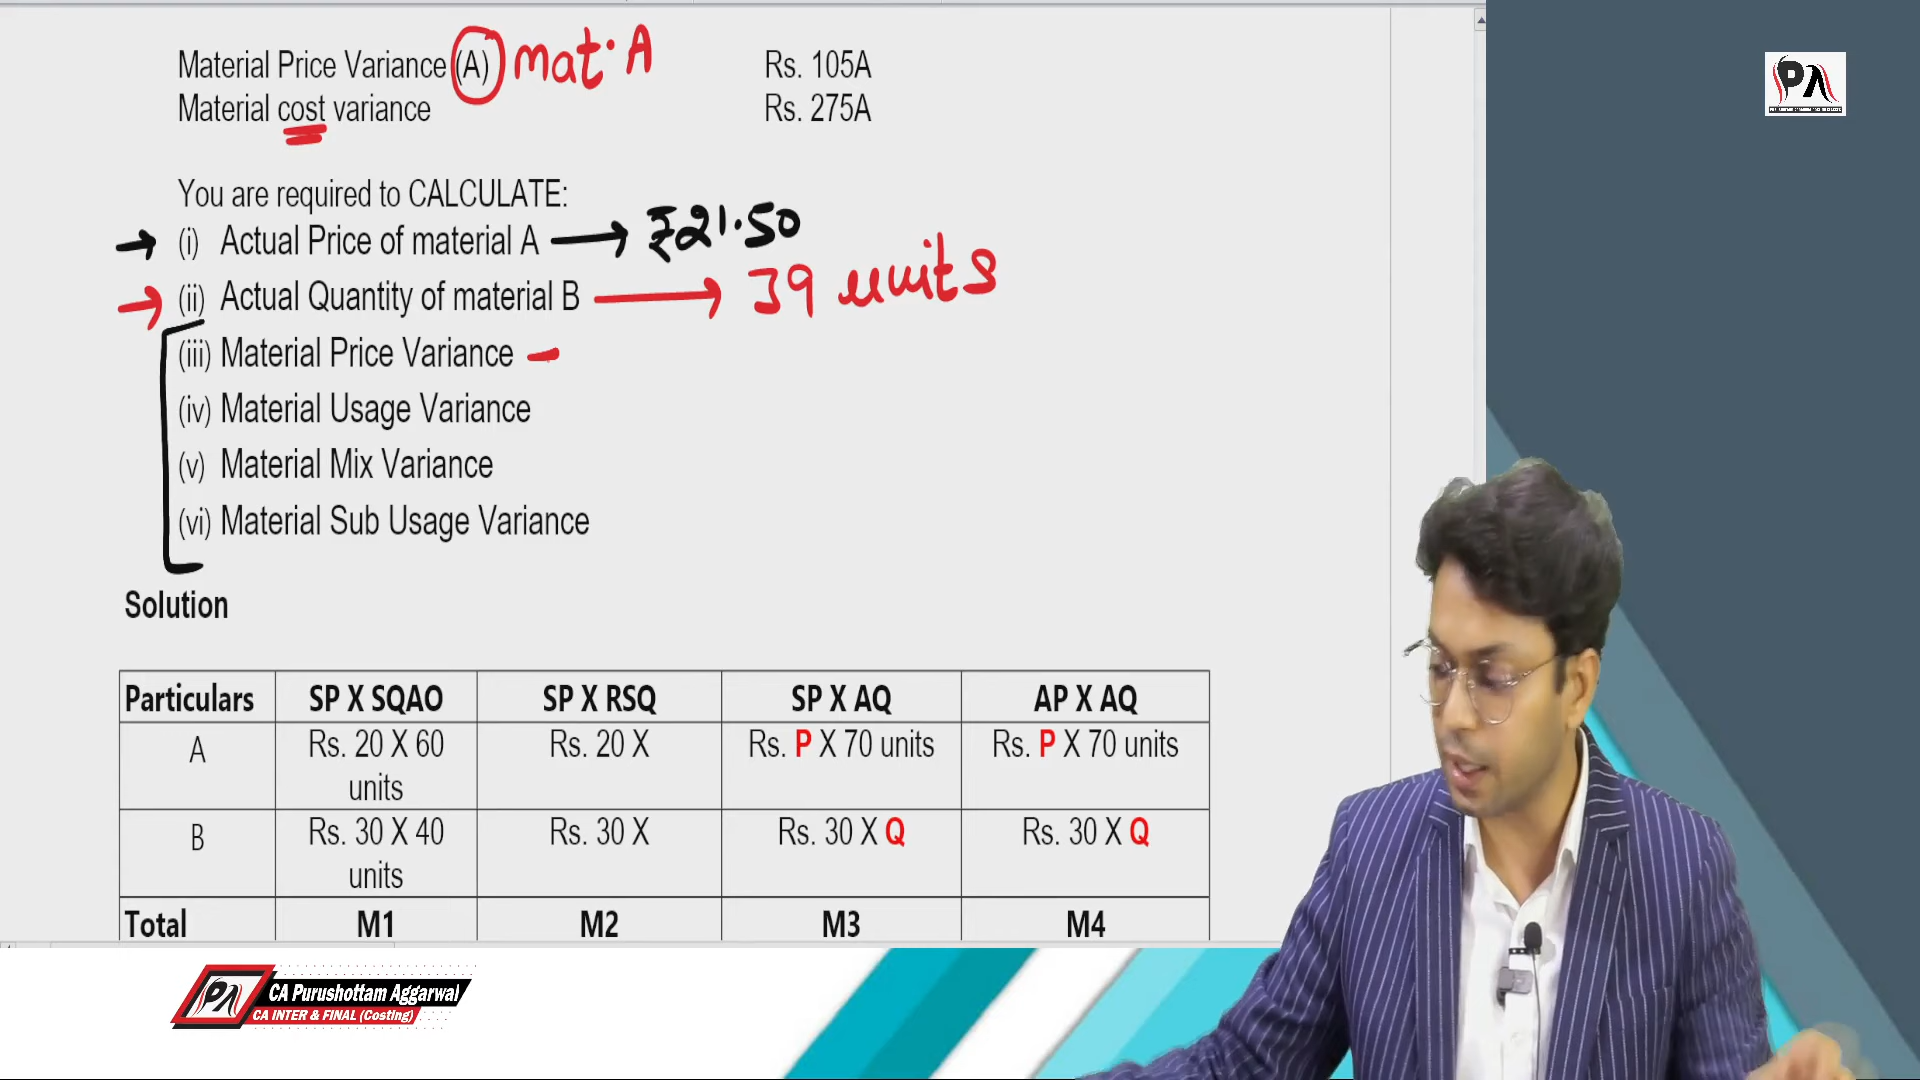 Material Price Variance (A) mat. A Rs. 105A
Material cost variance Rs. 275A
You are required to CALCULATE:
(i) Actual Price of material A → ₹21.50
(ii) Actual Quantity of material B → 39 units
(iii) Material Price Variance -
(iv) Material Usage Variance
(v) Material Mix Variance
(vi) Material Sub Usage Variance
Solution
Particulars SP X SQAO SP X RSQ SP X AQ AP X AQ
A Rs. 20 X 60 units Rs. 20 X Rs. P X 70 units Rs. P X 70 units
B Rs. 30 X 40 units Rs. 30 X Rs. 30 X Q Rs. 30 X Q
Total M1 M2 M3 M4
PA
PA
CA Purushottam Aggarwal
CA INTER & FINAL (Costing)